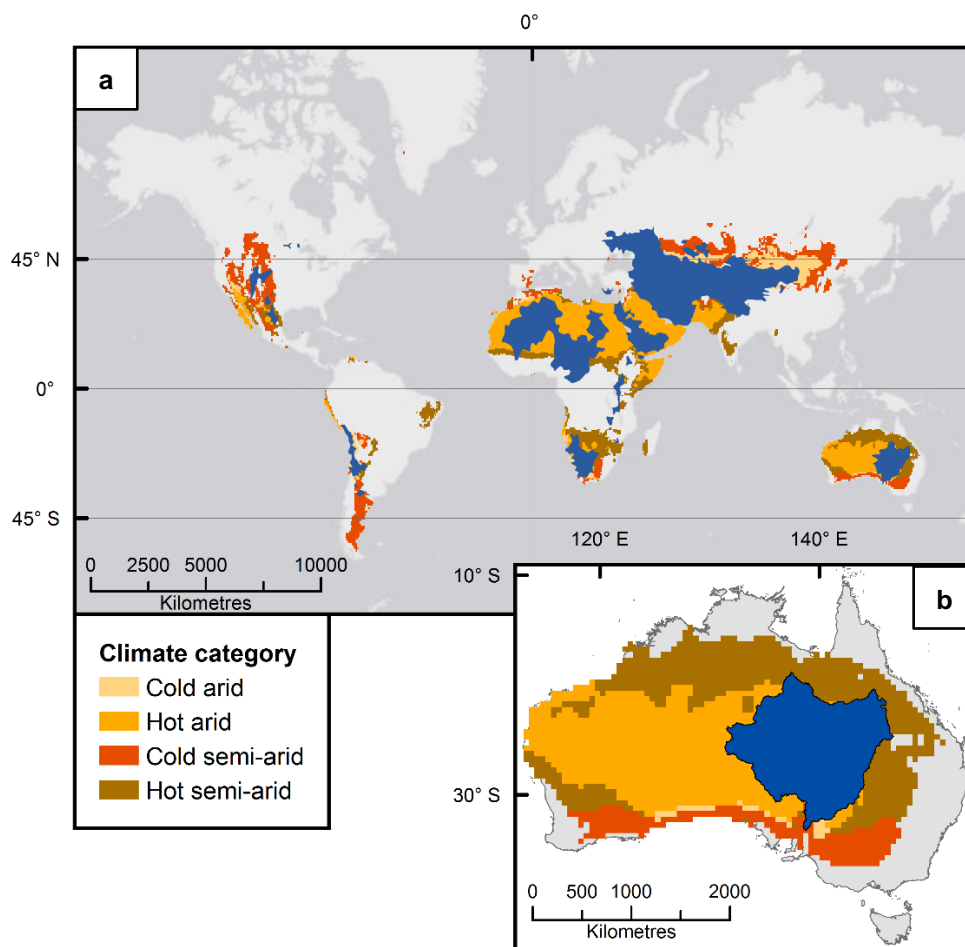 0°
a
45° N
0°
45° S
0 2500 5000 10000
Kilometres
120° E 140° E
10° S
b
30° S
0 500 1000 2000
Kilometres
Climate category
Cold arid
Hot arid
Cold semi-arid
Hot semi-arid